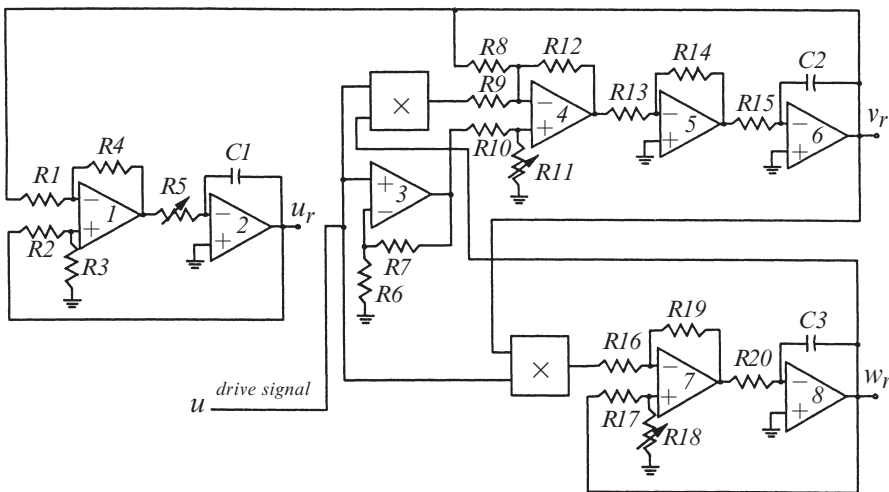 R8 R12 R14 C2
R9
×
− 4 +
R13
− 5 +
R15
− 6 +
v_r
R10
R11
R4 C1
R1
− 1 +
R5
− 2 +
u_r
R2
R3
+ 3 −
R7
R6
R19 C3
R16
×
− 7 +
R20
− 8 +
w_r
R17
R18
u drive signal